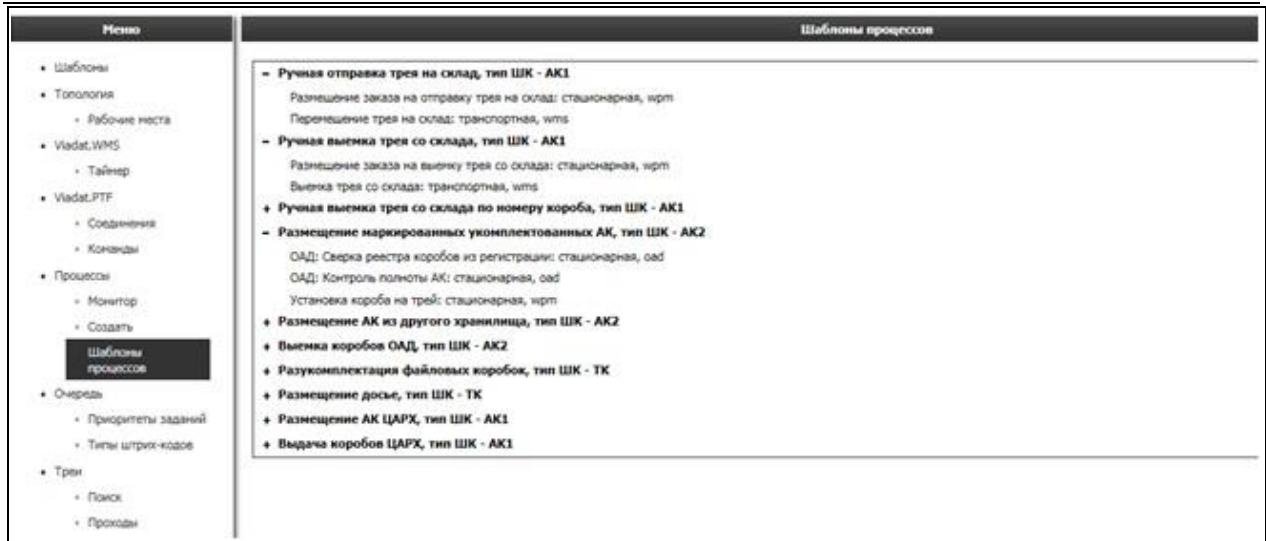 Меню
Шаблоны
Топология
Рабочие места
Viadat.WMS
Таймер
Viadat.PTF
Соединения
Команды
Процессы
Монитор
Создать
Шаблоны
процессов
Очередь
Приоритеты заданий
Типы штрих-кодов
Треи
Поиск
Проходы
Шаблоны процессов
– Ручная отправка трея на склад, тип ШК - АК1
Размещение заказа на отправку трея на склад: стационарная, wpm
Перемещение трея на склад: транспортная, wms
– Ручная выемка трея со склада, тип ШК - АК1
Размещение заказа на выемку трея со склада: стационарная, wpm
Выемка трея со склада: транспортная, wms
+ Ручная выемка трея со склада по номеру короба, тип ШК - АК1
– Размещение маркированных укомплектованных АК, тип ШК - АК2
ОАД: Сверка реестра коробов из регистрации: стационарная, oad
ОАД: Контроль полноты АК: стационарная, oad
Установка короба на трей: стационарная, wpm
+ Размещение АК из другого хранилища, тип ШК - АК2
+ Выемка коробов ОАД, тип ШК - АК2
+ Разукомплектация файловых коробок, тип ШК - ТК
+ Размещение досье, тип ШК - ТК
+ Размещение АК ЦАРХ, тип ШК - АК1
+ Выдача коробов ЦАРХ, тип ШК - АК1